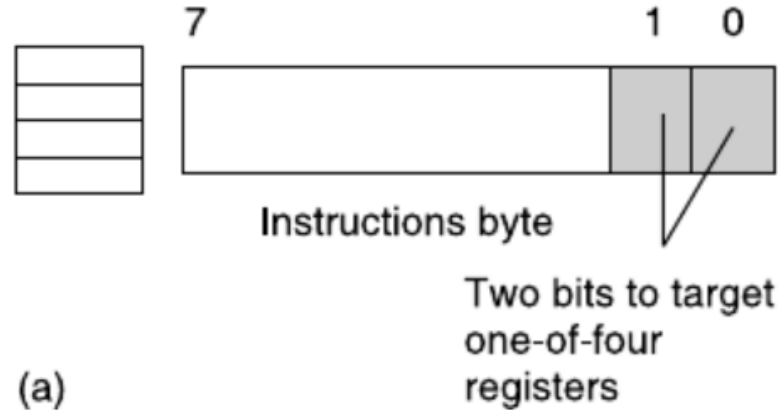 7 1 0
Instructions byte
Two bits to target
one-of-four
registers
(a)